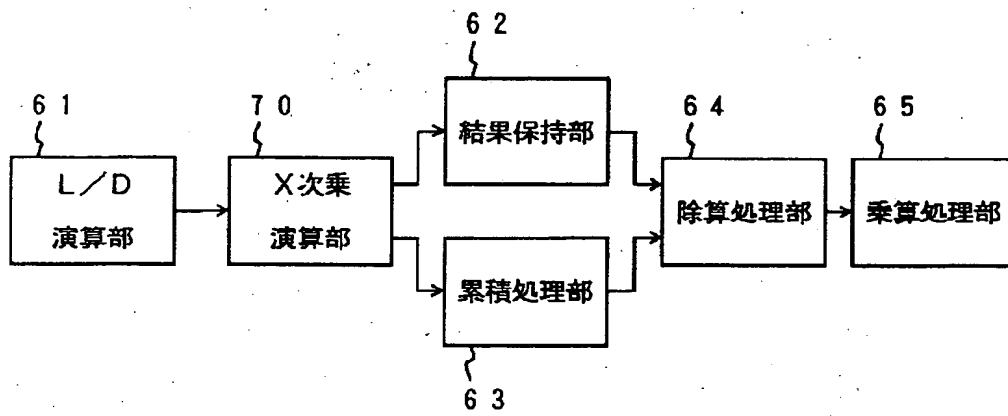 ６２
６１
７０
６４
６５
結果保持部
Ｌ／Ｄ
演算部
Ｘ次乗
演算部
除算処理部
乗算処理部
累積処理部
６３